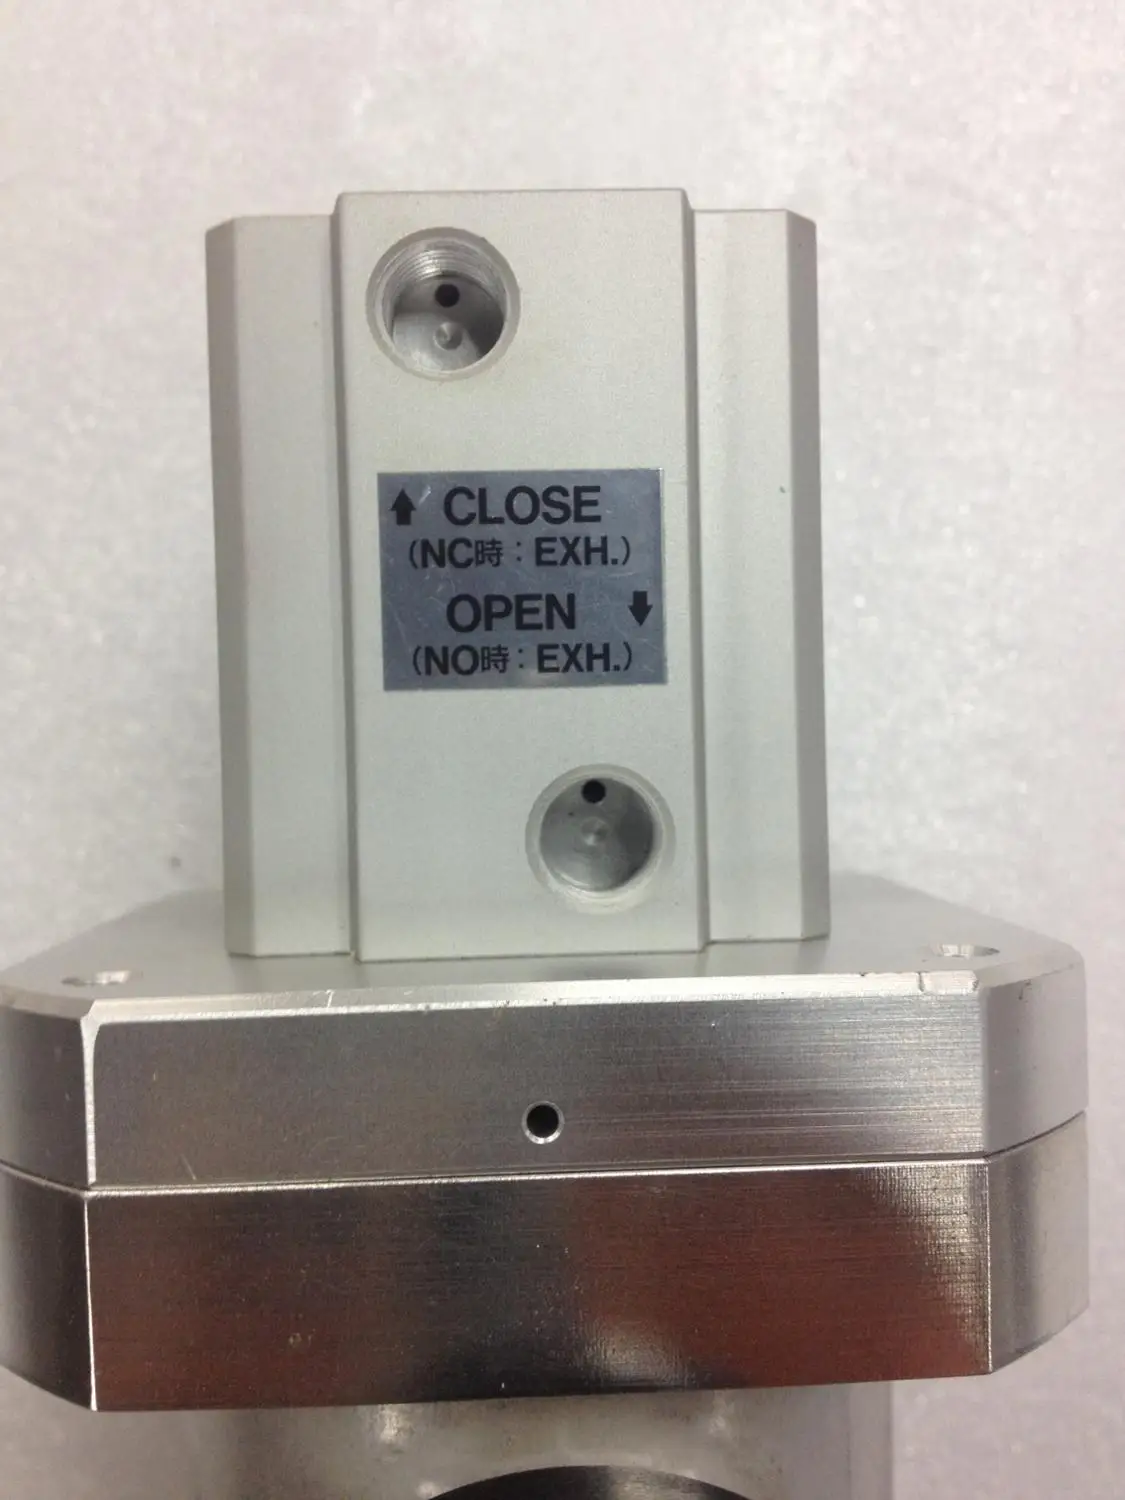 ↑ CLOSE
(NC時:EXH.)
OPEN ↓
(NO時:EXH.)